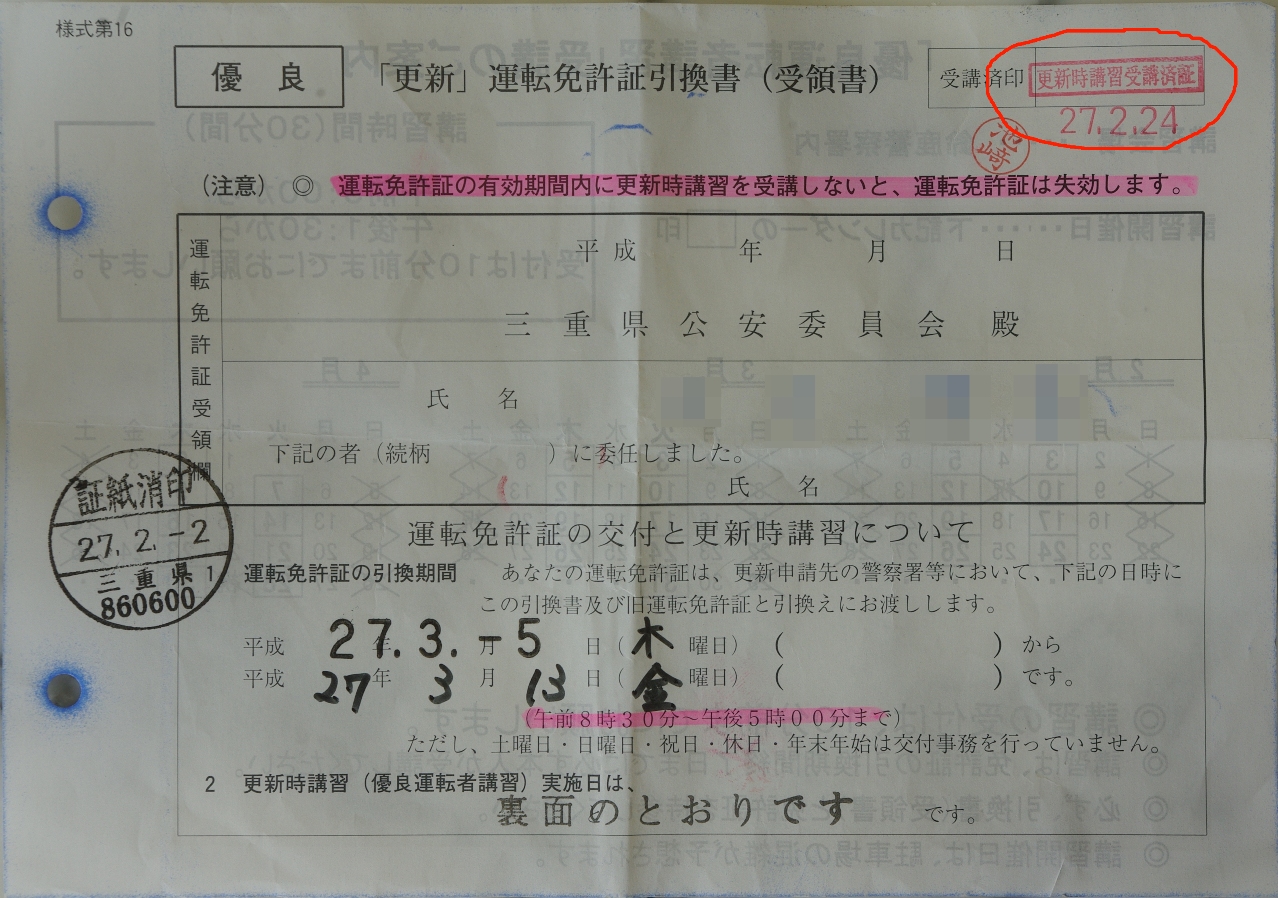 様式第16
優良 「更新」運転免許証引換書（受領書） 受講済印 更新時講習受講済証
27.2.24
池崎
（注意） ◎ 運転免許証の有効期間内に更新時講習を受講しないと、運転免許証は失効します。
運転免許証受領欄
平成 年 月 日
三重県公安委員会殿
氏名
下記の者（続柄 ）に委任しました。
氏名
証紙消印
27.2.-2
三重県
860600
運転免許証の交付と更新時講習について
1 運転免許証の引換期間 あなたの運転免許証は、更新申請先の警察署等において、下記の日時に
この引換書及び旧運転免許証と引換えにお渡しします。
平成 27.年 3.月 -5 日（木曜日）（ ）から
平成 27年 3月 13日（金曜日）（ ）です。
（午前8時30分～午後5時00分まで）
ただし、土曜日・日曜日・祝日・休日・年末年始は交付事務を行っていません。
2 更新時講習（優良運転者講習）実施日は、
裏面のとおりです です。